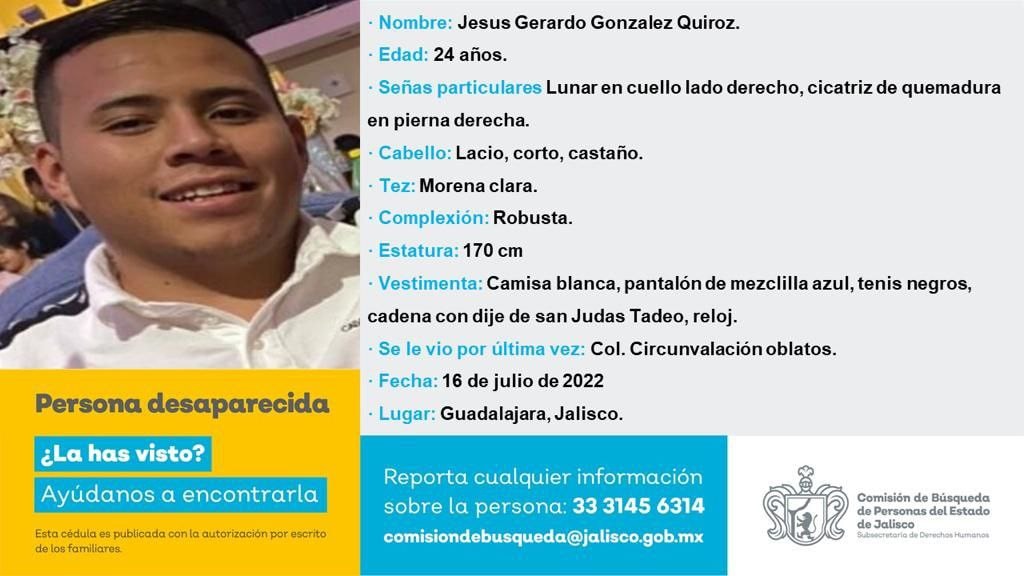 · Nombre: Jesus Gerardo Gonzalez Quiroz.
· Edad: 24 años.
· Señas particulares Lunar en cuello lado derecho, cicatriz de quemadura
en pierna derecha.
· Cabello: Lacio, corto, castaño.
· Tez: Morena clara.
· Complexión: Robusta.
· Estatura: 170 cm
· Vestimenta: Camisa blanca, pantalón de mezclilla azul, tenis negros,
cadena con dije de san Judas Tadeo, reloj.
· Se le vio por última vez: Col. Circunvalación oblatos.
· Fecha: 16 de julio de 2022
· Lugar: Guadalajara, Jalisco.
Persona desaparecida
¿La has visto?
Ayúdanos a encontrarla
Esta cédula es publicada con la autorización por escrito
de los familiares.
Reporta cualquier información
sobre la persona: 33 3145 6314
comisiondebusqueda@jalisco.gob.mx
Comisión de Búsqueda
de Personas del Estado
de Jalisco
Subsecretaría de Derechos Humanos